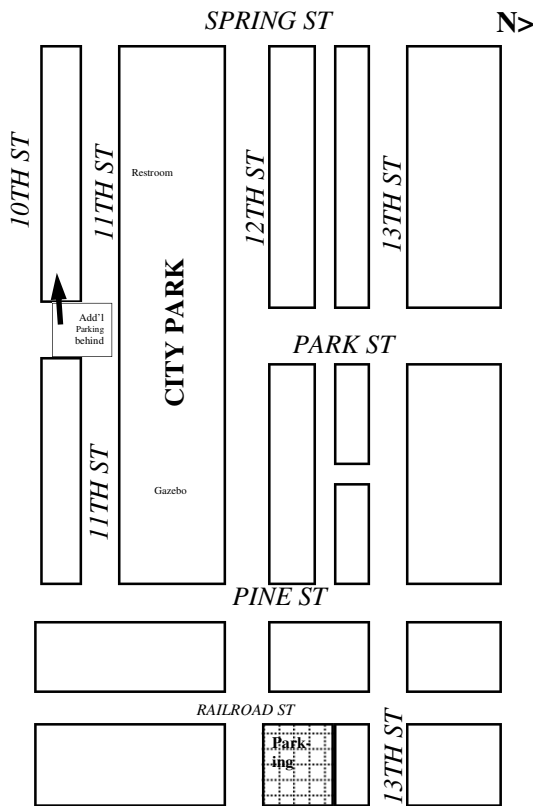 SPRING ST
N>
10TH ST
11TH ST
Restroom
12TH ST
13TH ST
CITY PARK
Add'l
Parking
behind
PARK ST
11TH ST
Gazebo
PINE ST
RAILROAD ST
Park-
ing
13TH ST